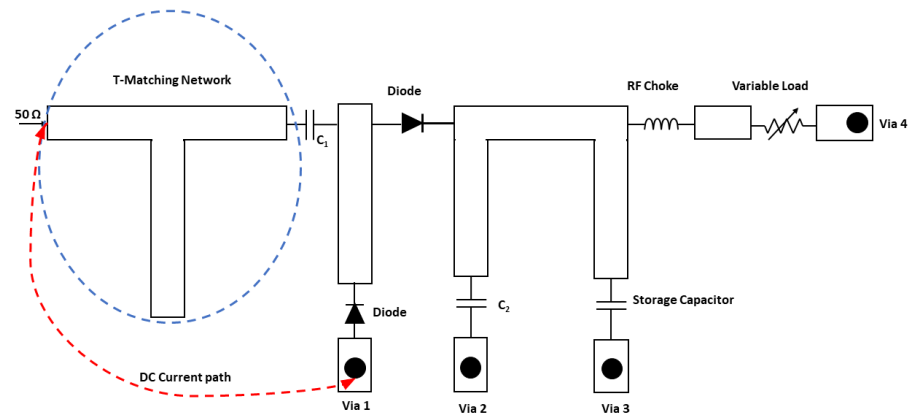 T-Matching Network
Diode
RF Choke
Variable Load
50 Ω
C1
Via 4
Diode
C2
Storage Capacitor
DC Current path
Via 1
Via 2
Via 3